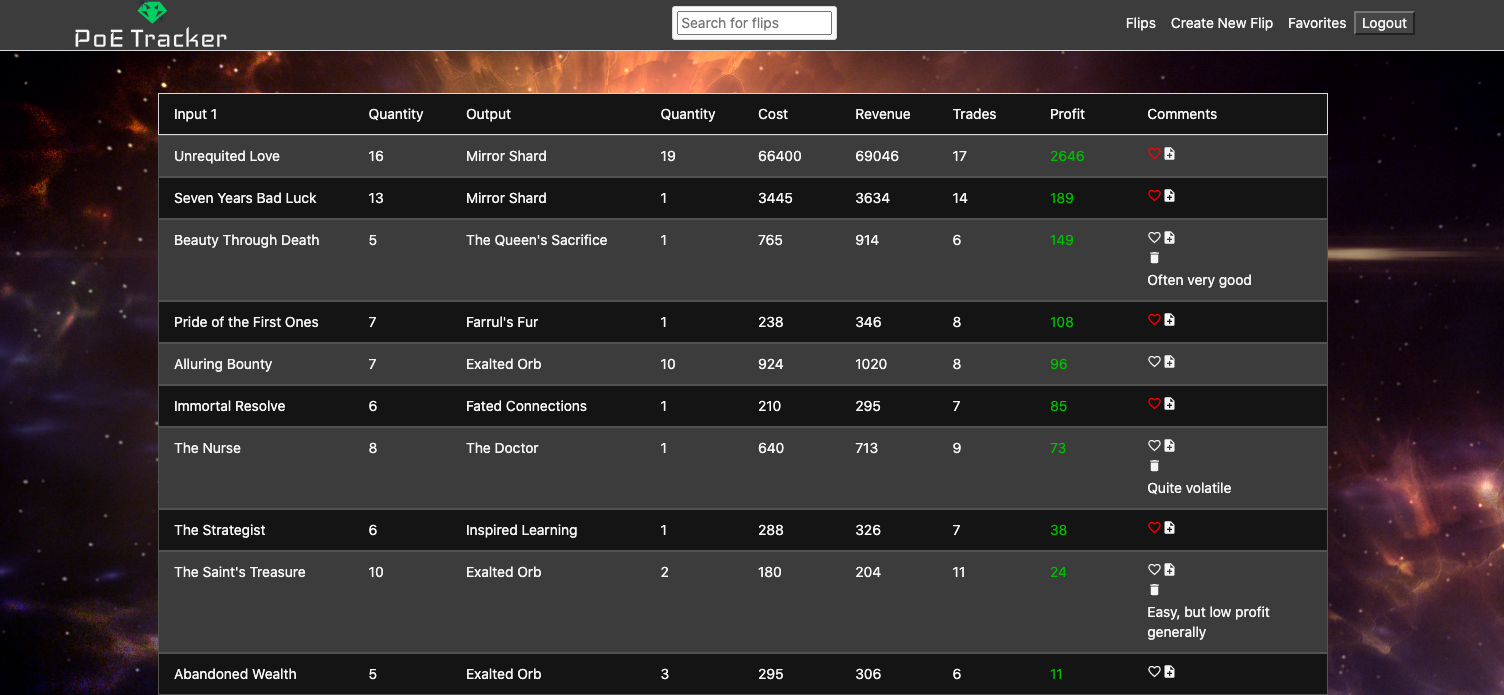 PoE Tracker
Search for flips
Flips Create New Flip Favorites Logout
Input 1 Quantity Output Quantity Cost Revenue Trades Profit Comments
Unrequited Love 16 Mirror Shard 19 66400 69046 17 2646
Seven Years Bad Luck 13 Mirror Shard 1 3445 3634 14 189
Beauty Through Death 5 The Queen's Sacrifice 1 765 914 6 149
Often very good
Pride of the First Ones 7 Farrul's Fur 1 238 346 8 108
Alluring Bounty 7 Exalted Orb 10 924 1020 8 96
Immortal Resolve 6 Fated Connections 1 210 295 7 85
The Nurse 8 The Doctor 1 640 713 9 73
Quite volatile
The Strategist 6 Inspired Learning 1 288 326 7 38
The Saint's Treasure 10 Exalted Orb 2 180 204 11 24
Easy, but low profit
generally
Abandoned Wealth 5 Exalted Orb 3 295 306 6 11